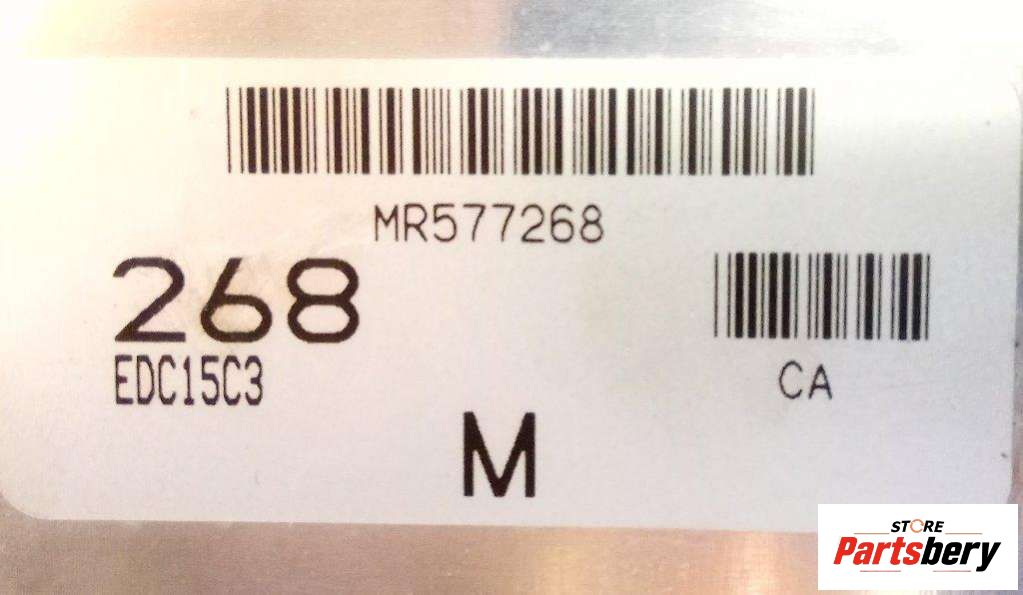 MR577268
268
EDC15C3
CA
M
STORE
Partsbery